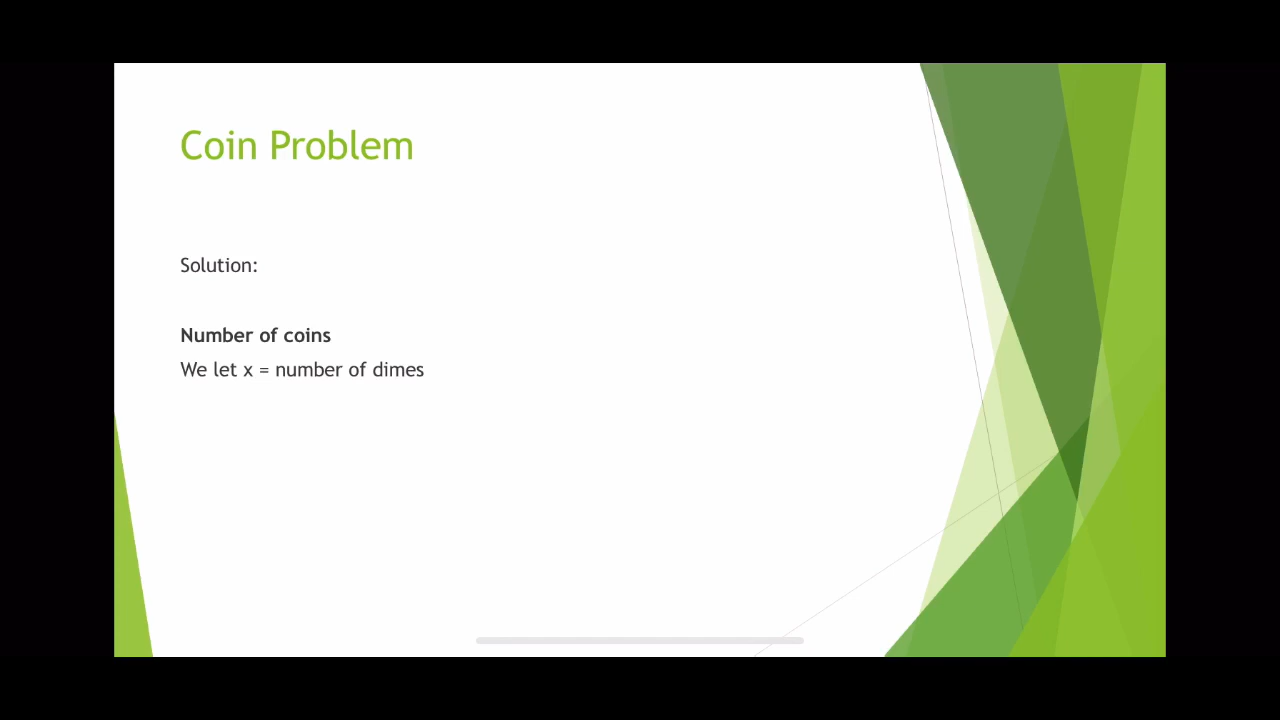 Coin Problem
Solution:
Number of coins
We let x = number of dimes